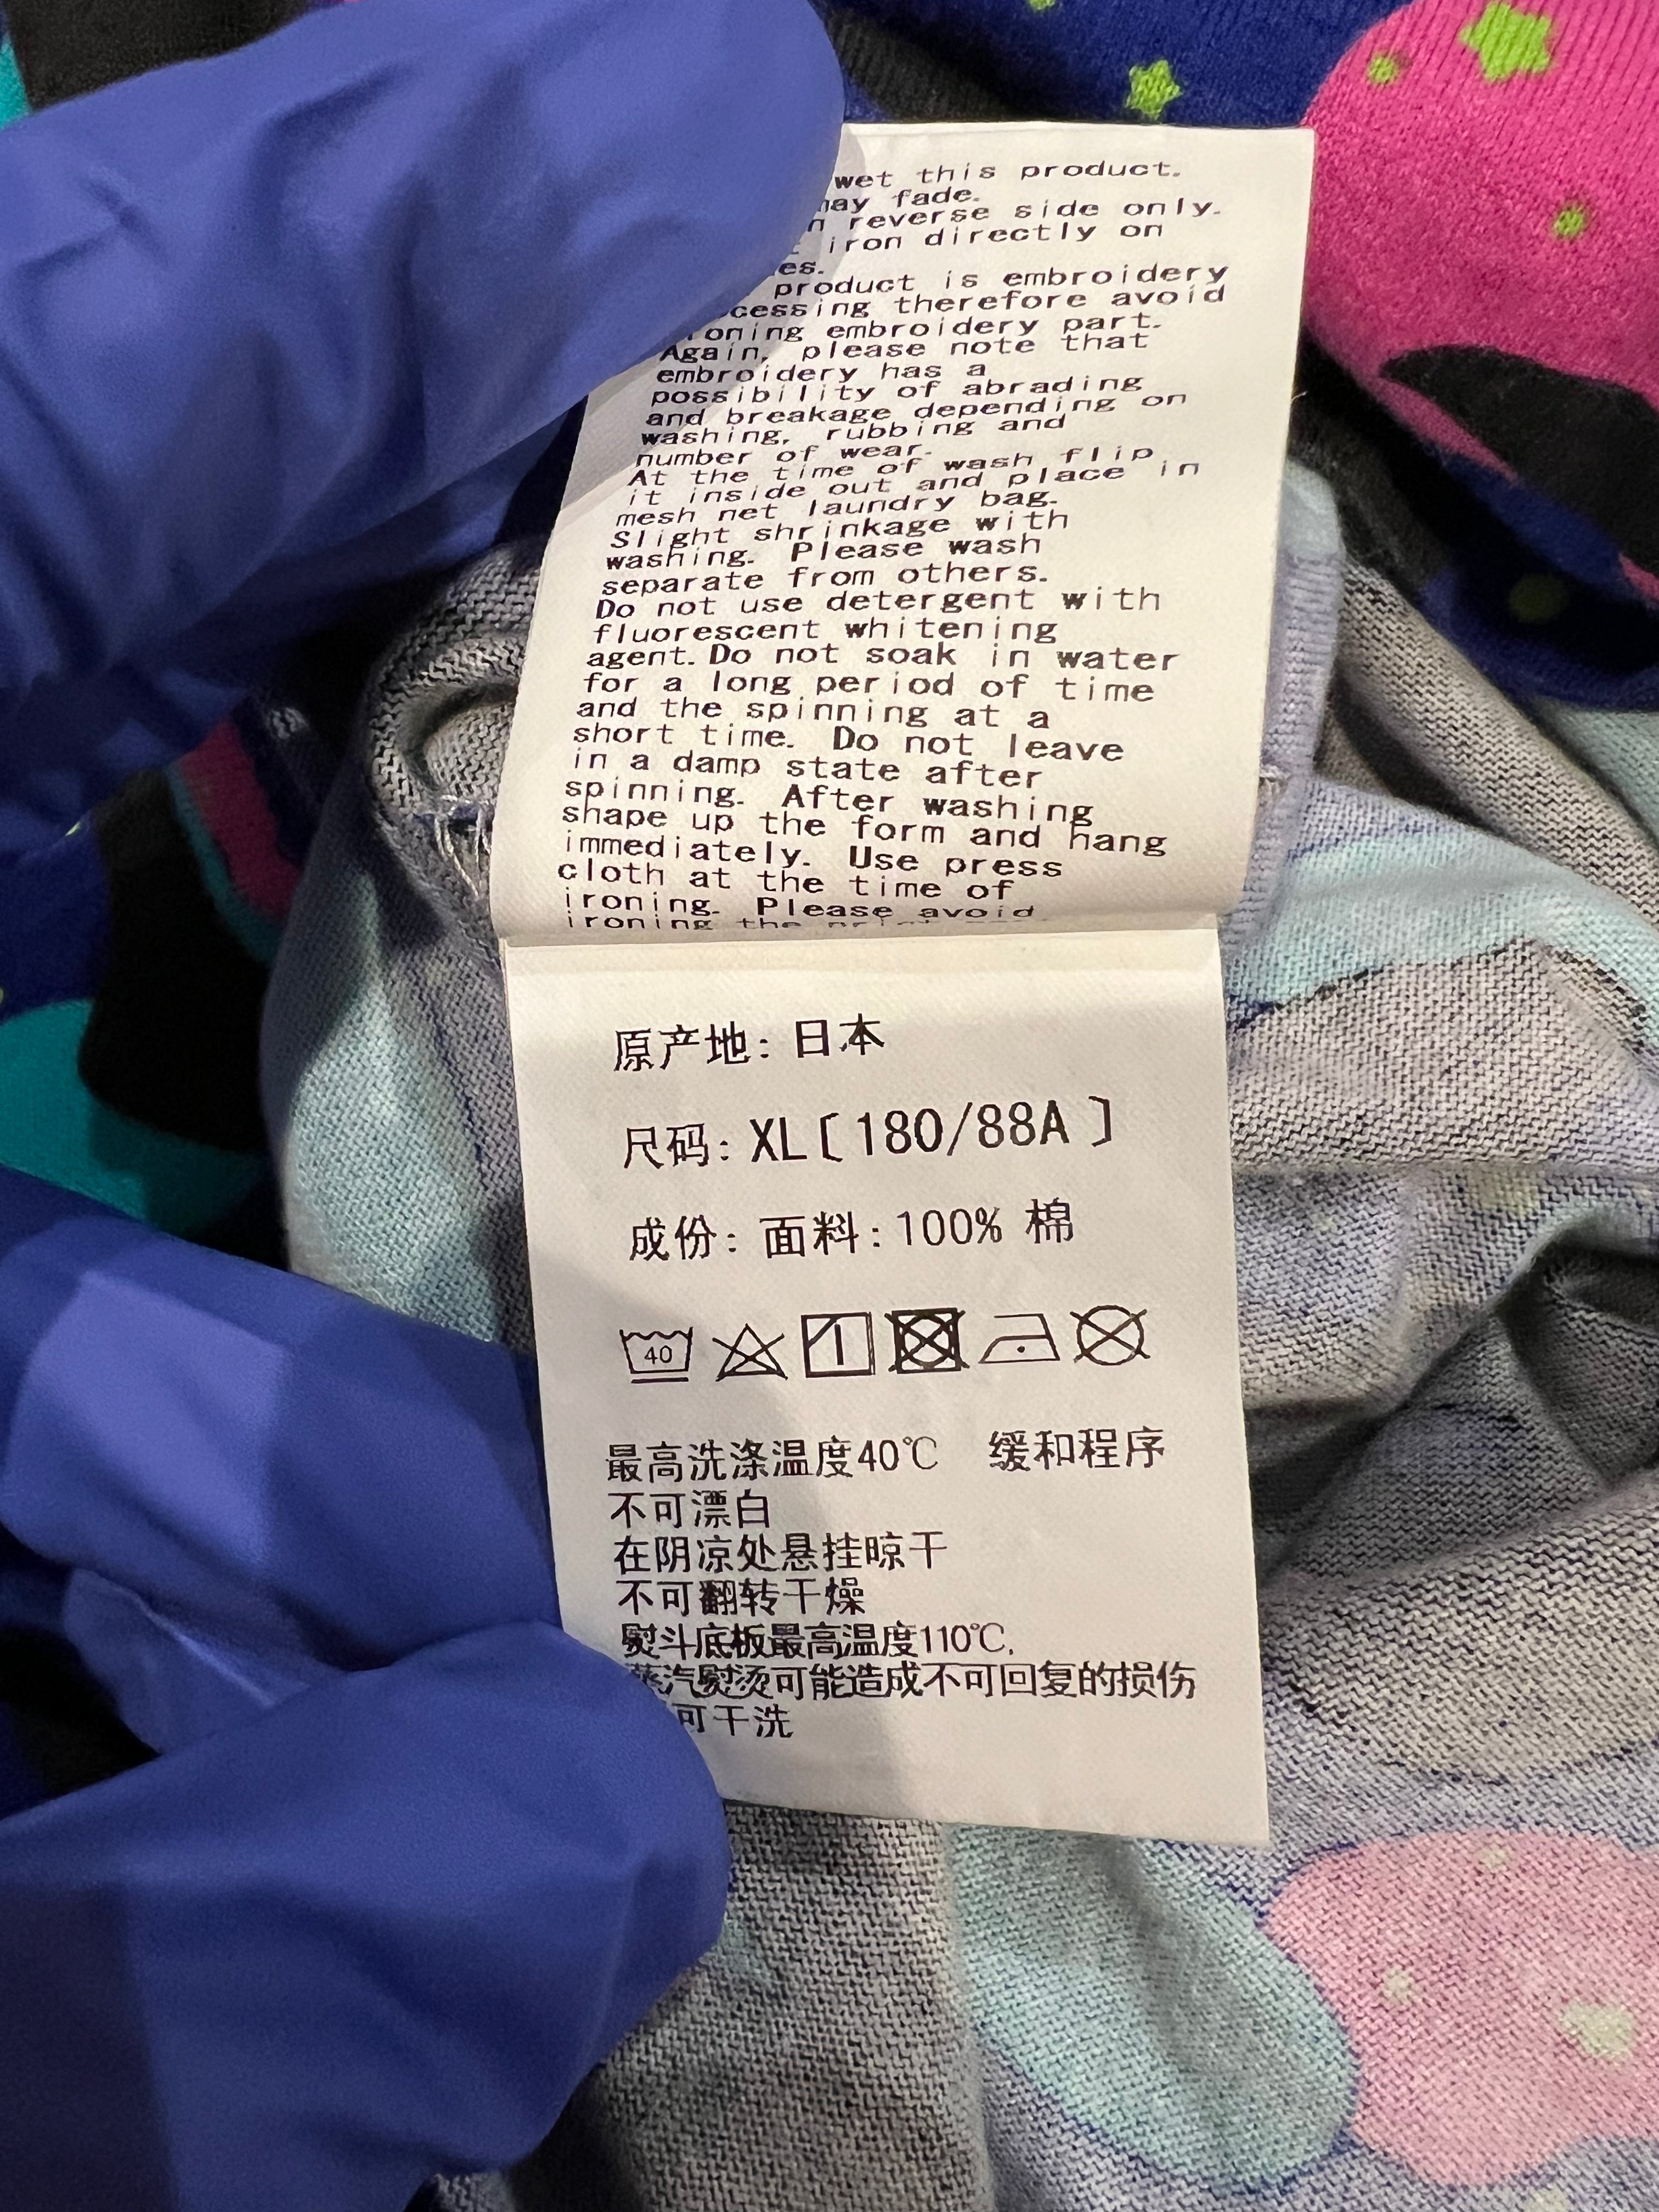 wet this product.
may fade.
reverse side only.
iron directly on
product is embroidery
therefore avoid
ironing embroidery part.
Again, please note that
embroidery has a
possibility of abrading
and breakage depending on
washing, rubbing and
number of wear.
At the time of wash flip
it inside out and place in
mesh net laundry bag.
Slight shrinkage with
washing. Please wash
separate from others.
Do not use detergent with
fluorescent whitening
agent. Do not soak in water
for a long period of time
and the spinning at a
short time. Do not leave
in a damp state after
spinning. After washing
shape up the form and hang
immediately. Use press
cloth at the time of
ironing. Please avoid
ironing the
原产地: 日本
尺码: XL[180/88A]
成份: 面料: 100% 棉
40
最高洗涤温度40℃ 缓和程序
不可漂白
在阴凉处悬挂晾干
不可翻转干燥
熨斗底板最高温度110℃,
蒸汽熨烫可能造成不可回复的损伤
可干洗